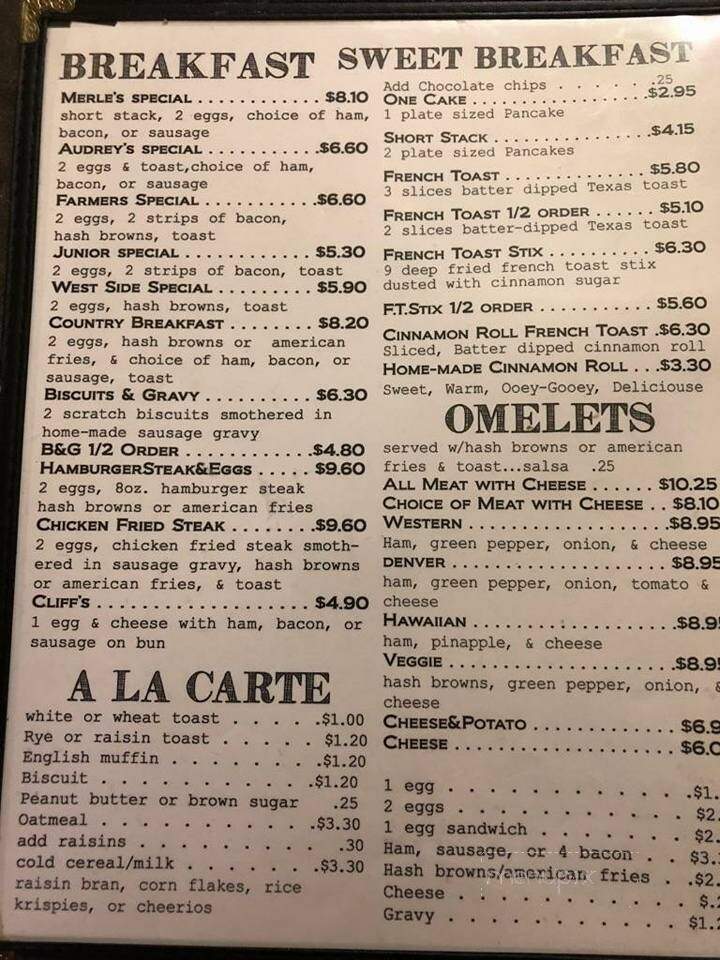 BREAKFAST
MERLE'S SPECIAL . . . . . . . . . . . $8.10
short stack, 2 eggs, choice of ham,
bacon, or sausage
AUDREY'S SPECIAL . . . . . . . . . . $6.60
2 eggs & toast,choice of ham,
bacon, or sausage
FARMERS SPECIAL . . . . . . . . . . $6.60
2 eggs, 2 strips of bacon,
hash browns, toast
JUNIOR SPECIAL . . . . . . . . . . . . $5.30
2 eggs, 2 strips of bacon, toast
WEST SIDE SPECIAL . . . . . . . . . $5.90
2 eggs, hash browns, toast
COUNTRY BREAKFAST . . . . . . . . $8.20
2 eggs, hash browns or american
fries, & choice of ham, bacon, or
sausage, toast
BISCUITS & GRAVY . . . . . . . . . . $6.30
2 scratch biscuits smothered in
home-made sausage gravy
B&G 1/2 ORDER . . . . . . . . . . . . $4.80
HAMBURGERSTEAK&EGGS . . . . . $9.60
2 eggs, 8oz. hamburger steak
hash browns or american fries
CHICKEN FRIED STEAK . . . . . . . . $9.60
2 eggs, chicken fried steak smoth-
ered in sausage gravy, hash browns
or american fries, & toast
CLIFF'S . . . . . . . . . . . . . . . . . . $4.90
1 egg & cheese with ham, bacon, or
sausage on bun
A LA CARTE
white or wheat toast . . . . .$1.00
Rye or raisin toast . . . . . $1.20
English muffin . . . . . . . .$1.20
Biscuit . . . . . . . . . . .$1.20
Peanut butter or brown sugar .25
Oatmeal . . . . . . . . . . .$3.30
add raisins . . . . . . . . . .30
cold cereal/milk . . . . . . .$3.30
raisin bran, corn flakes, rice
krispies, or cheerios
SWEET BREAKFAST
Add Chocolate chips . . . . .25
ONE CAKE . . . . . . . . . . . . . . . $2.95
1 plate sized Pancake
SHORT STACK . . . . . . . . . . . . . $4.15
2 plate sized Pancakes
FRENCH TOAST . . . . . . . . . . . . $5.80
3 slices batter dipped Texas toast
FRENCH TOAST 1/2 ORDER . . . . . . $5.10
2 slices batter-dipped Texas toast
FRENCH TOAST STIX . . . . . . . . . $6.30
9 deep fried french toast stix
dusted with cinnamon sugar
F.T.STIX 1/2 ORDER . . . . . . . . . . . $5.60
CINNAMON ROLL FRENCH TOAST .$6.30
Sliced, Batter dipped cinnamon roll
HOME-MADE CINNAMON ROLL . . .$3.30
Sweet, Warm, Ooey-Gooey, Deliciouse
OMELETS
served w/hash browns or american
fries & toast...salsa .25
ALL MEAT WITH CHEESE . . . . . . $10.25
CHOICE OF MEAT WITH CHEESE . . $8.10
WESTERN . . . . . . . . . . . . . . . . . $8.95
Ham, green pepper, onion, & cheese
DENVER . . . . . . . . . . . . . . . . . . $8.95
ham, green pepper, onion, tomato &
cheese
HAWAIIAN . . . . . . . . . . . . . . . . .$8.9
ham, pinapple, & cheese
VEGGIE . . . . . . . . . . . . . . . . . . .$8.9
hash browns, green pepper, onion, &
cheese
CHEESE&POTATO . . . . . . . . . . . . $6.9
CHEESE . . . . . . . . . . . . . . . . . . $6.
1 egg . . . . . . . . . . . .$1.
2 eggs . . . . . . . . . . . $2.
1 egg sandwich . . . . . . . $2.
Ham, sausage, or 4 bacon . . $3.
Hash browns/american fries . .$2.
Cheese . . . . . . . . . . . $.
Gravy . . . . . . . . . . . $1.